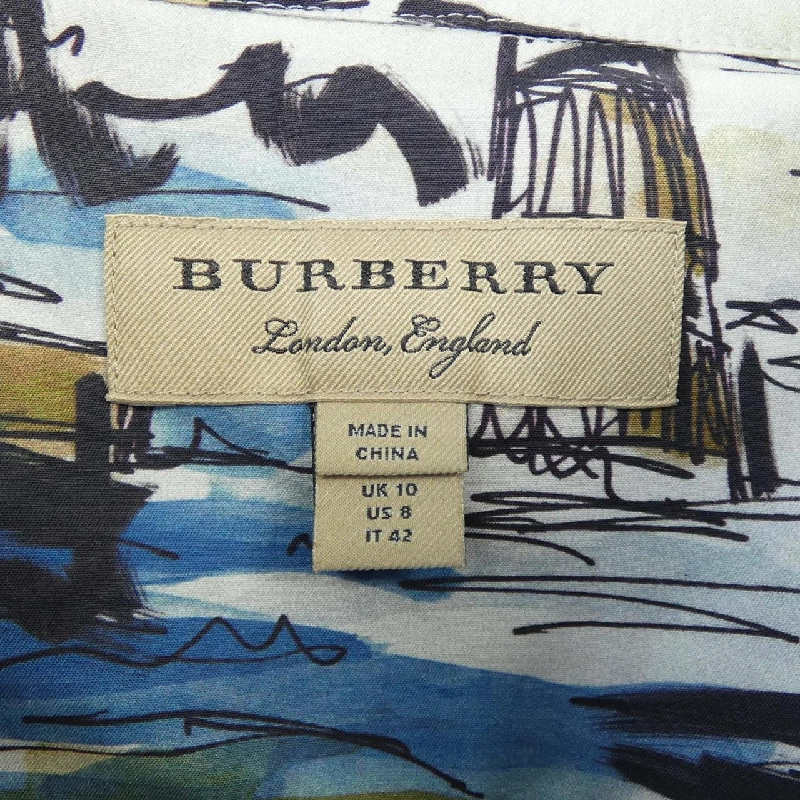 BURBERRY
London, England
MADE IN
CHINA
UK 10
US 8
IT 42